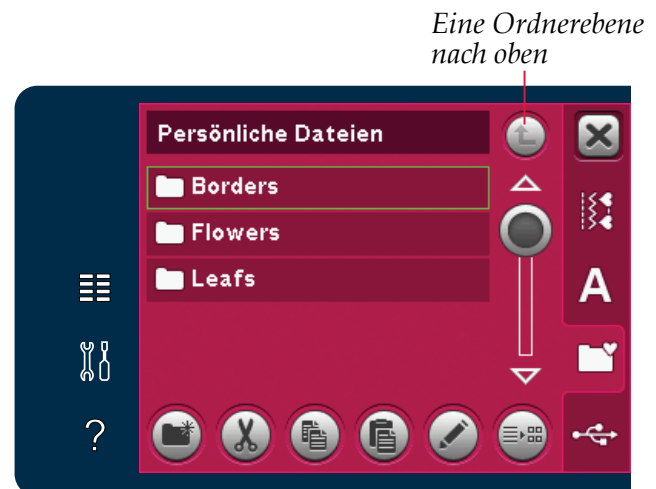 Eine Ordnerebene
nach oben
Persönliche Dateien
Borders
Flowers
Leafs
A
?